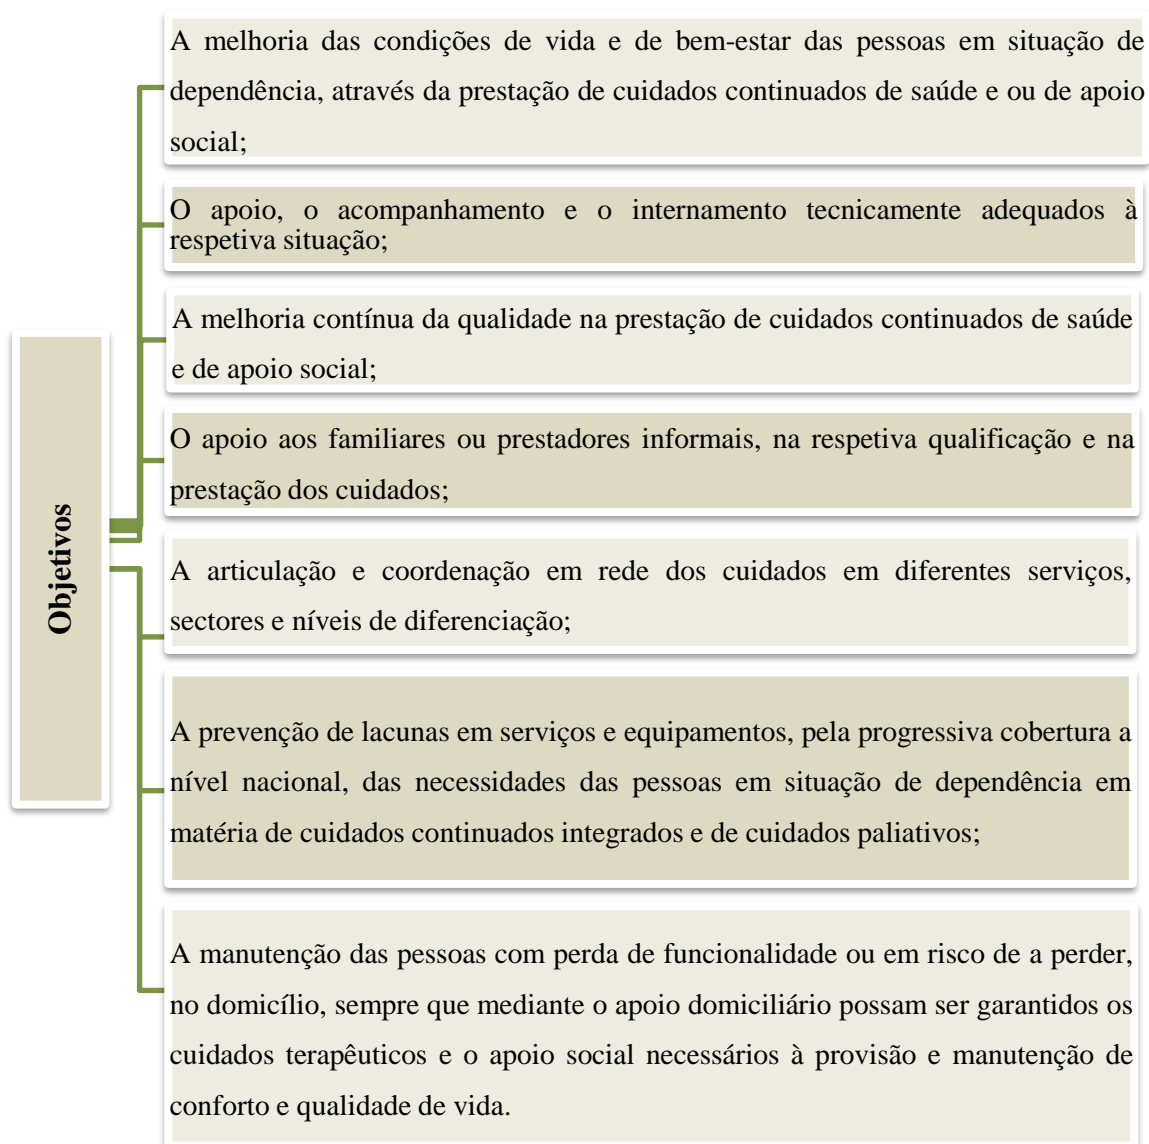 Objetivos
A melhoria das condições de vida e de bem-estar das pessoas em situação de
dependência, através da prestação de cuidados continuados de saúde e ou de apoio
social;
O apoio, o acompanhamento e o internamento tecnicamente adequados à
respetiva situação;
A melhoria contínua da qualidade na prestação de cuidados continuados de saúde
e de apoio social;
O apoio aos familiares ou prestadores informais, na respetiva qualificação e na
prestação dos cuidados;
A articulação e coordenação em rede dos cuidados em diferentes serviços,
sectores e níveis de diferenciação;
A prevenção de lacunas em serviços e equipamentos, pela progressiva cobertura a
nível nacional, das necessidades das pessoas em situação de dependência em
matéria de cuidados continuados integrados e de cuidados paliativos;
A manutenção das pessoas com perda de funcionalidade ou em risco de a perder,
no domicílio, sempre que mediante o apoio domiciliário possam ser garantidos os
cuidados terapêuticos e o apoio social necessários à provisão e manutenção de
conforto e qualidade de vida.